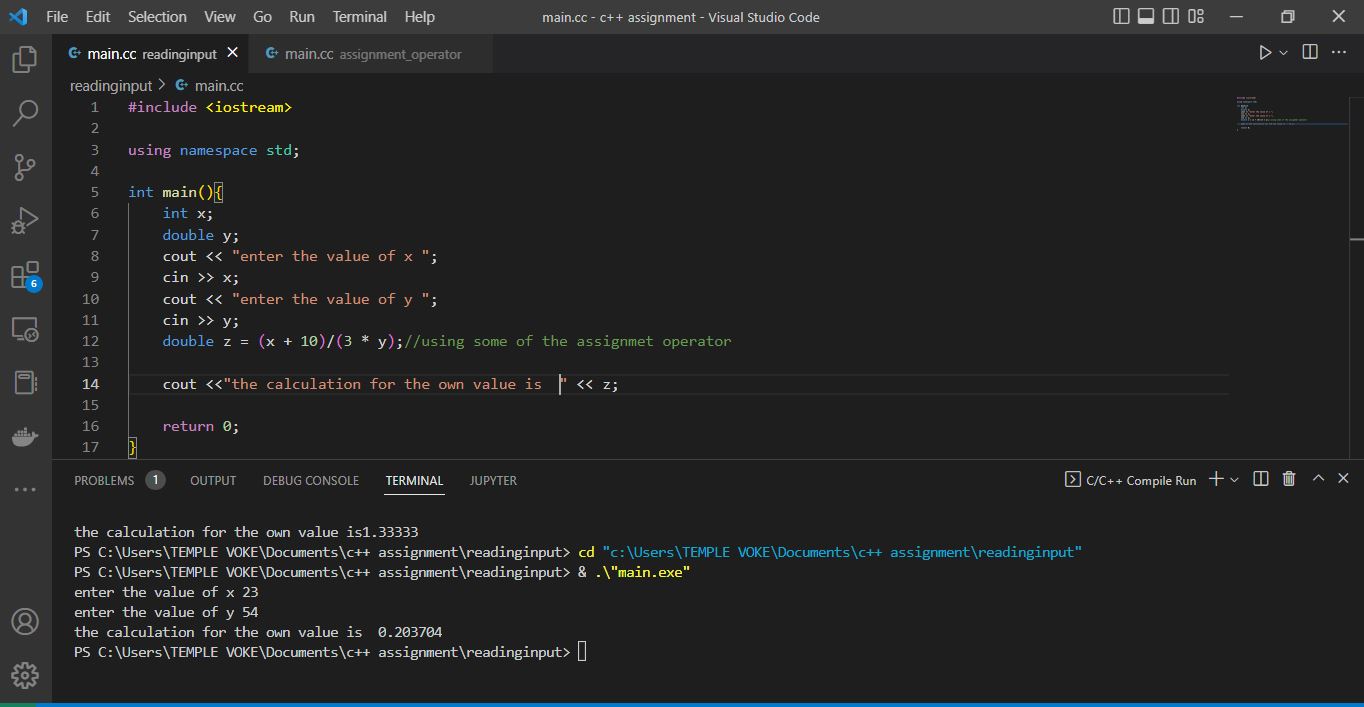 File Edit Selection View Go Run Terminal Help main.cc - c++ assignment - Visual Studio Code
main.cc readinginput main.cc assignment_operator
readinginput > main.cc
1 #include <iostream>
2
3 using namespace std;
4
5 int main(){
6 int x;
7 double y;
8 cout << "enter the value of x ";
9 cin >> x;
10 cout << "enter the value of y ";
11 cin >> y;
12 double z = (x + 10)/(3 * y);//using some of the assignmet operator
13
14 cout <<"the calculation for the own value is  " << z;
15
16 return 0;
17 }
6
PROBLEMS 1 OUTPUT DEBUG CONSOLE TERMINAL JUPYTER C/C++ Compile Run
the calculation for the own value is1.33333
PS C:\Users\TEMPLE VOKE\Documents\c++ assignment\readinginput> cd "c:\Users\TEMPLE VOKE\Documents\c++ assignment\readinginput"
PS C:\Users\TEMPLE VOKE\Documents\c++ assignment\readinginput> & .\"main.exe"
enter the value of x 23
enter the value of y 54
the calculation for the own value is  0.203704
PS C:\Users\TEMPLE VOKE\Documents\c++ assignment\readinginput>